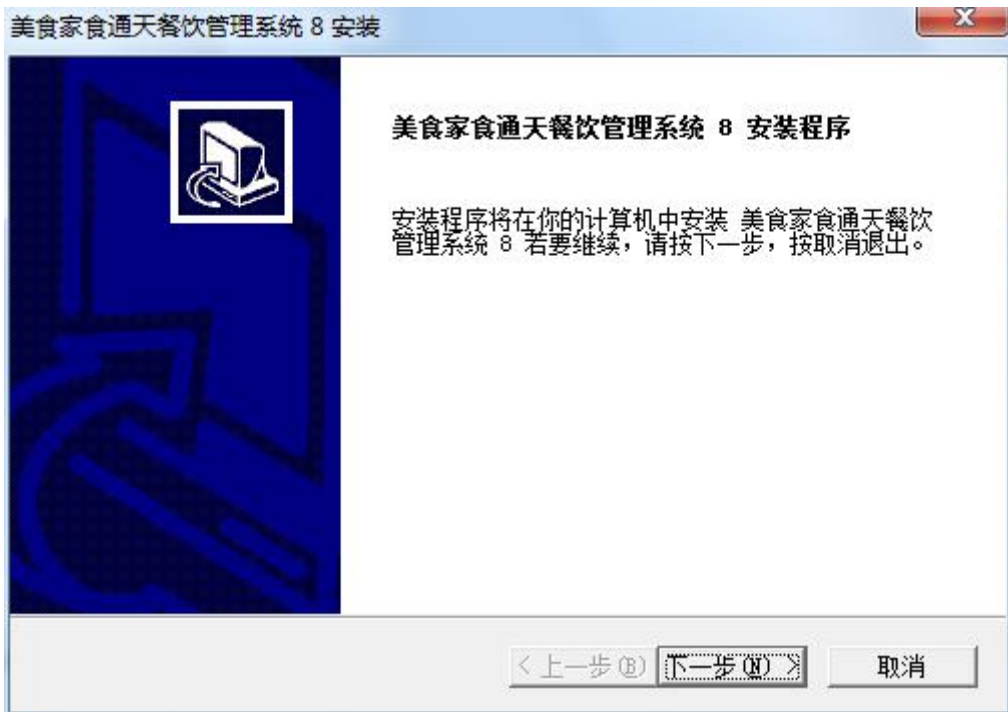 美食家食通天餐饮管理系统 8 安装
美食家食通天餐饮管理系统 8 安装程序
安装程序将在你的计算机中安装 美食家食通天餐饮
管理系统 8 若要继续，请按下一步，按取消退出。
< 上一步(B)
下一步(N) >
取消